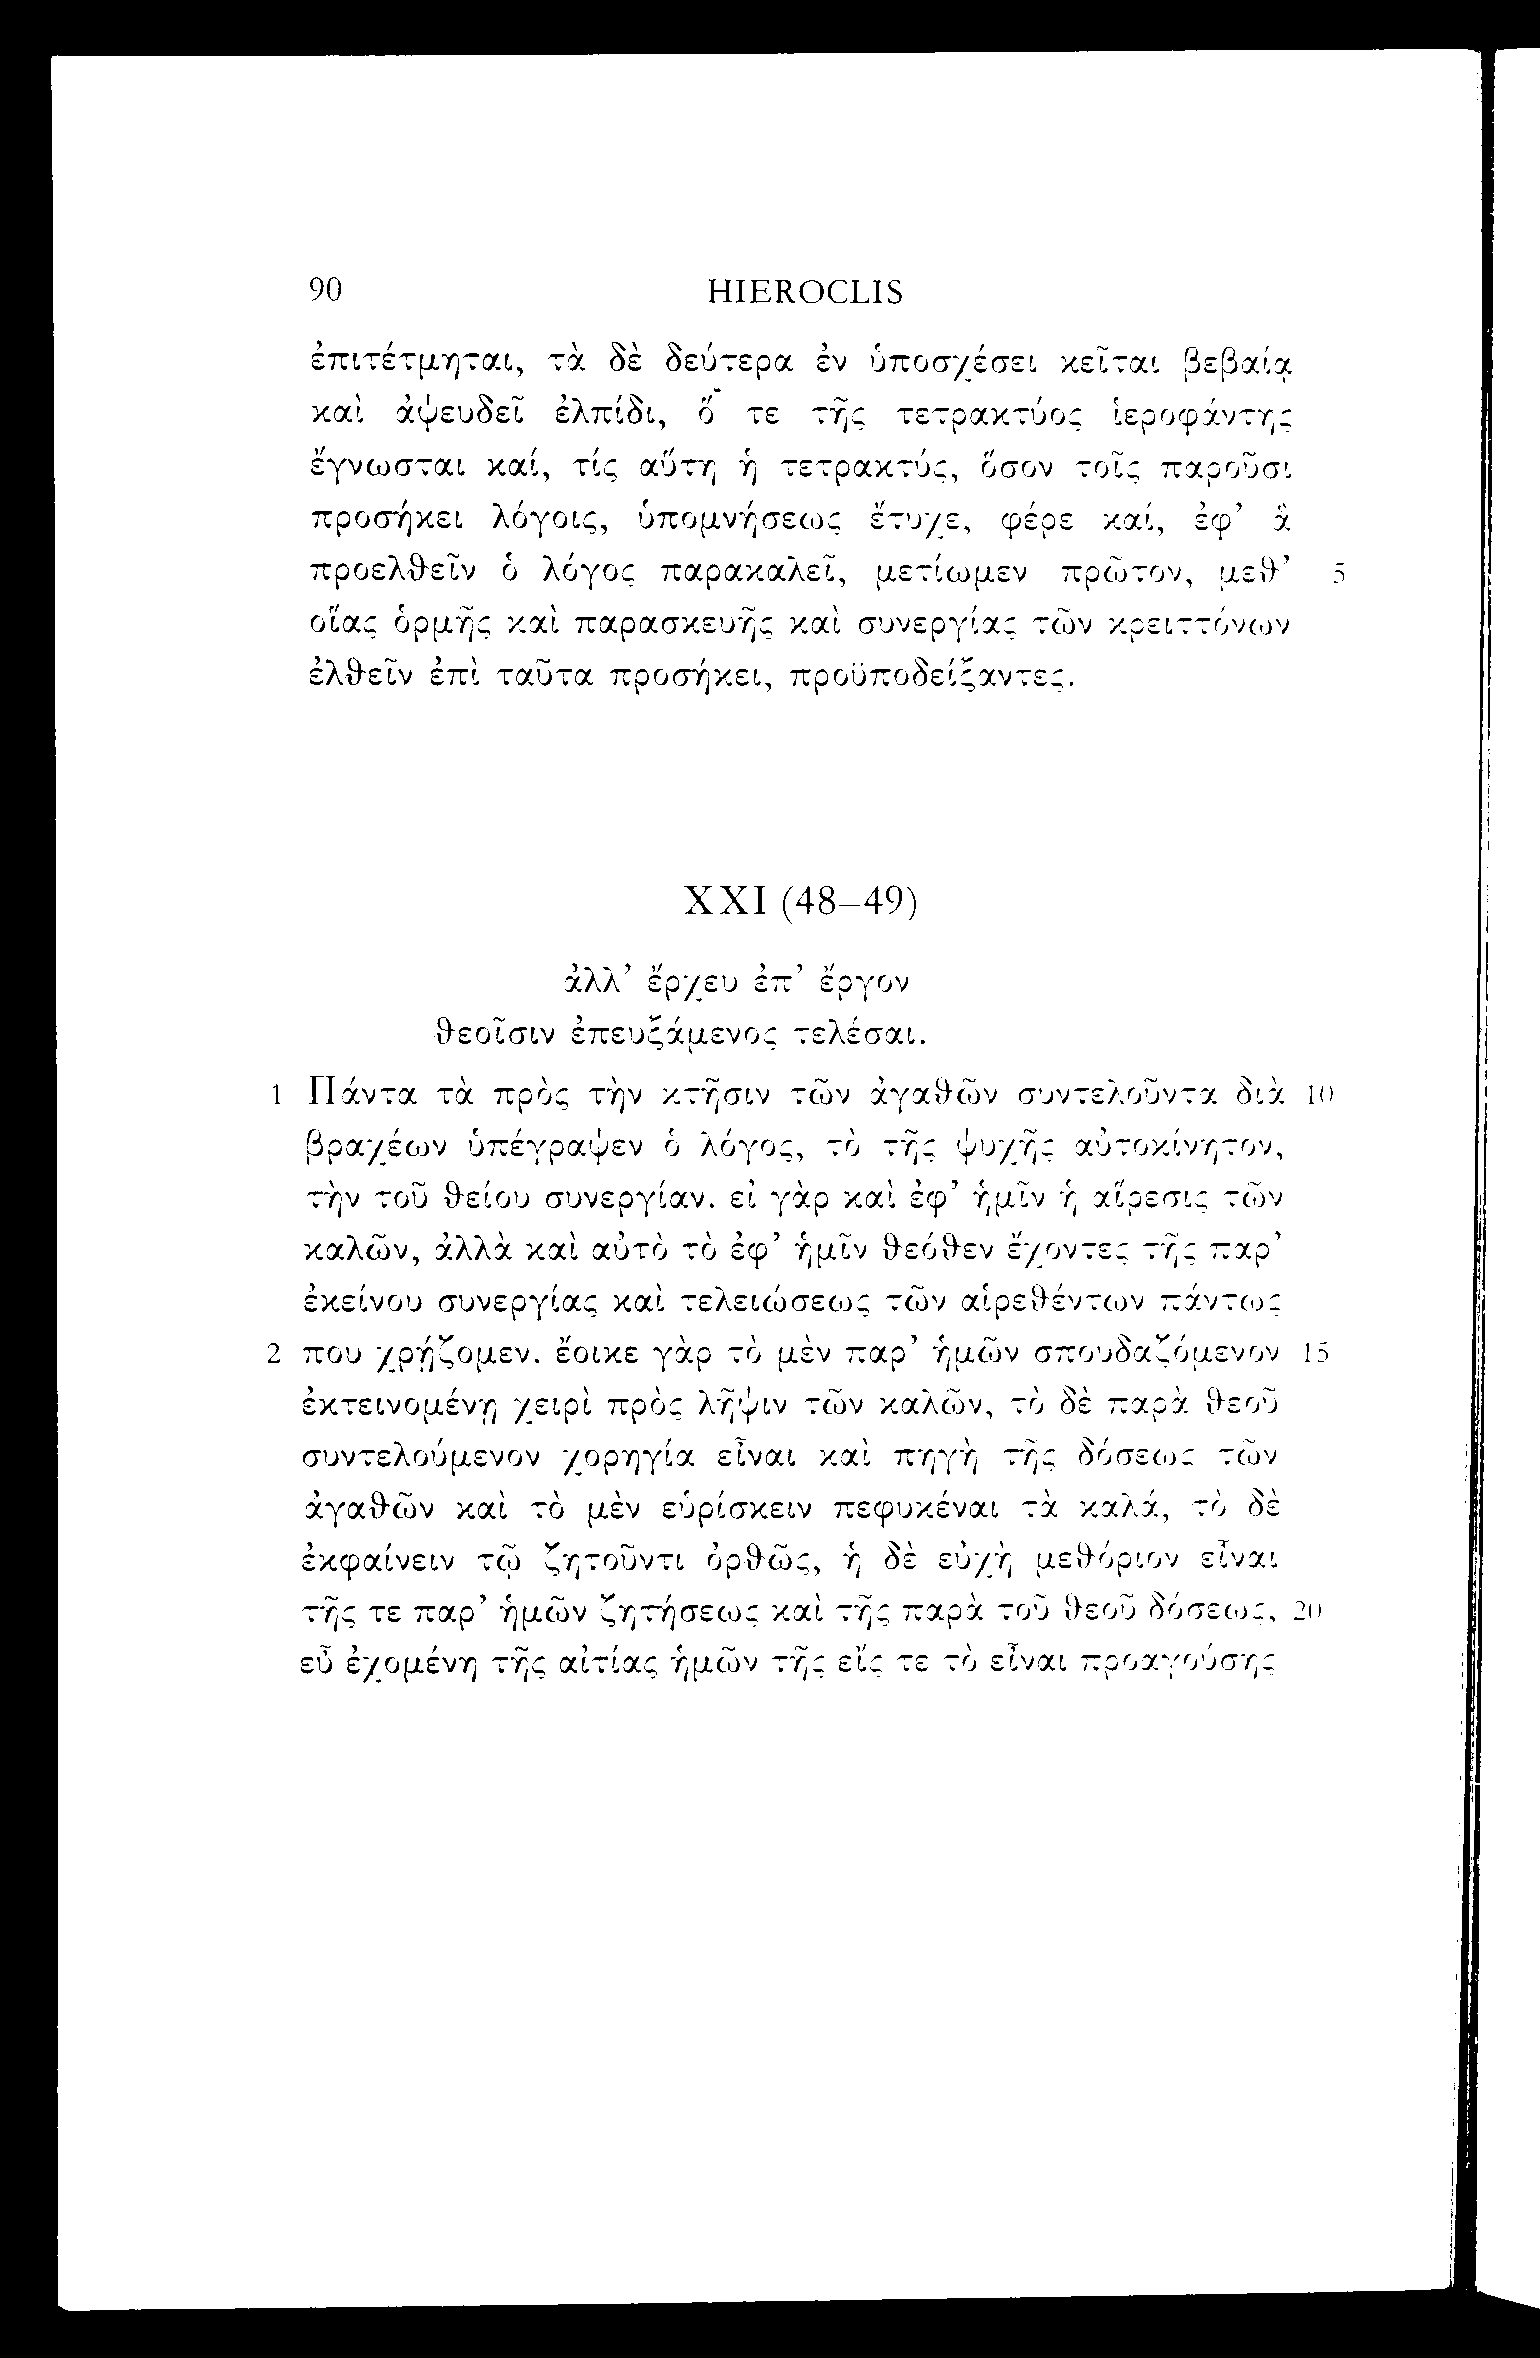 90 HIEROCLIS
ἐπιτέτμηται, τὰ δὲ δεύτερα ἐν ὑποσχέσει κεῖται βεβαίᾳ
καὶ ἀψευδεῖ ἐλπίδι, ὅ τε τῆς τετρακτύος ἱεροφάντης
ἔγνωσται καί, τίς αὕτη ἡ τετρακτύς, ὅσον τοῖς παροῦσι
προσήκει λόγοις, ὑπομνήσεως ἔτυχε, φέρε καί, ἐφ’ ἃ
προελθεῖν ὁ λόγος παρακαλεῖ, μετίωμεν πρῶτον, μεθ’ 5
οἵας ὁρμῆς καὶ παρασκευῆς καὶ συνεργίας τῶν κρειττόνων
ἐλθεῖν ἐπὶ ταῦτα προσήκει, προϋποδείξαντες.
XXI (48–49)
ἀλλ’ ἔρχευ ἐπ’ ἔργον
θεοῖσιν ἐπευξάμενος τελέσαι.
1 Πάντα τὰ πρὸς τὴν κτῆσιν τῶν ἀγαθῶν συντελοῦντα διὰ 10
βραχέων ὑπέγραψεν ὁ λόγος, τὸ τῆς ψυχῆς αὐτοκίνητον,
τὴν τοῦ θείου συνεργίαν. εἰ γὰρ καὶ ἐφ’ ἡμῖν ἡ αἵρεσις τῶν
καλῶν, ἀλλὰ καὶ αὐτὸ τὸ ἐφ’ ἡμῖν θεόθεν ἔχοντες τῆς παρ’
ἐκείνου συνεργίας καὶ τελειώσεως τῶν αἱρεθέντων πάντως
2 που χρῄζομεν. ἔοικε γὰρ τὸ μὲν παρ’ ἡμῶν σπουδαζόμενον 15
ἐκτεινομένῃ χειρὶ πρὸς λῆψιν τῶν καλῶν, τὸ δὲ παρὰ θεοῦ
συντελούμενον χορηγία εἶναι καὶ πηγὴ τῆς δόσεως τῶν
ἀγαθῶν καὶ τὸ μὲν εὑρίσκειν πεφυκέναι τὰ καλά, τὸ δὲ
ἐκφαίνειν τῷ ζητοῦντι ὀρθῶς, ἡ δὲ εὐχὴ μεθόριον εἶναι
τῆς τε παρ’ ἡμῶν ζητήσεως καὶ τῆς παρὰ τοῦ θεοῦ δόσεως, 20
εὖ ἐχομένη τῆς αἰτίας ἡμῶν τῆς εἴς τε τὸ εἶναι προαγούσης